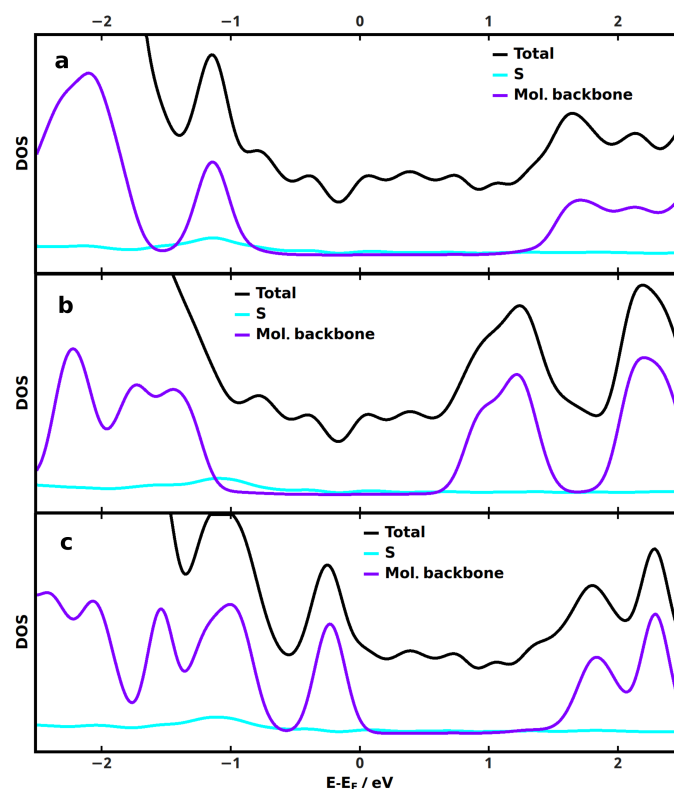 −2 −1 0 1 2
a
Total
S
Mol. backbone
DOS
b
Total
S
Mol. backbone
DOS
c
Total
S
Mol. backbone
DOS
−2 −1 0 1 2
E-E_F / eV